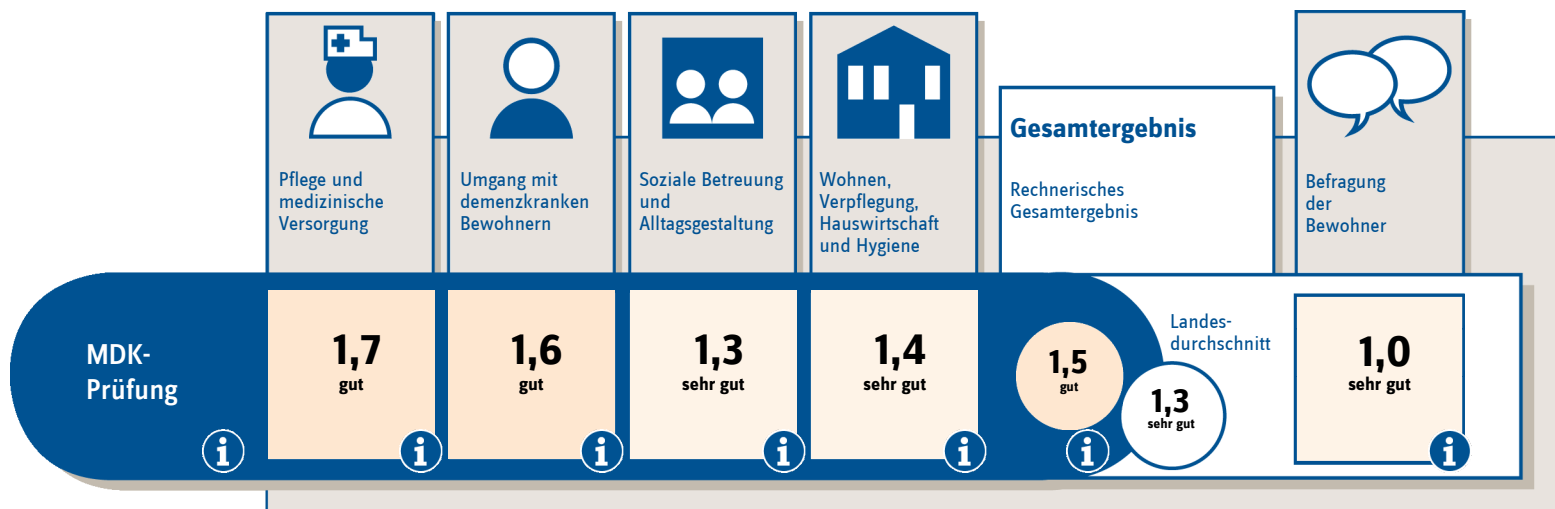 Pflege und
medizinische
Versorgung
Umgang mit
demenzkranken
Bewohnern
Soziale Betreuung
und
Alltagsgestaltung
Wohnen,
Verpflegung,
Hauswirtschaft
und Hygiene
Gesamtergebnis
Rechnerisches
Gesamtergebnis
Befragung
der
Bewohner
MDK-
Prüfung
i
1,7
gut
i
1,6
gut
i
1,3
sehr gut
i
1,4
sehr gut
i
1,5
gut
i
Landes-
durchschnitt
1,3
sehr gut
1,0
sehr gut
i